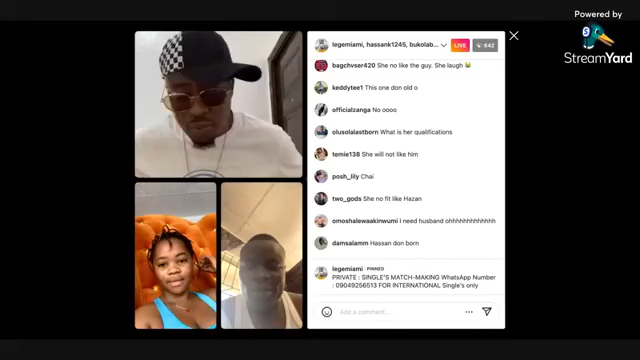 Powered by
StreamYard
legemiami, hassank1245, bukolab...
LIVE
642
bagchvser420 She no like the guy. She laugh 😹
keddytee1 This one don old o
officialzanga No oooo
olusolalastborn What is her qualifications
temie138 She will not like him
posh_lily Chai
two_gods She no fit like Hazan
omoshalewaakinwumi I need husband ohhhhhhhhhhhh
damsalamm Hassan don born
legemiami PINNED
PRIVATE : SINGLE'S MATCH-MAKING WhatsApp Number
: 09049256513 FOR INTERNATIONAL Single's only
Add a comment...